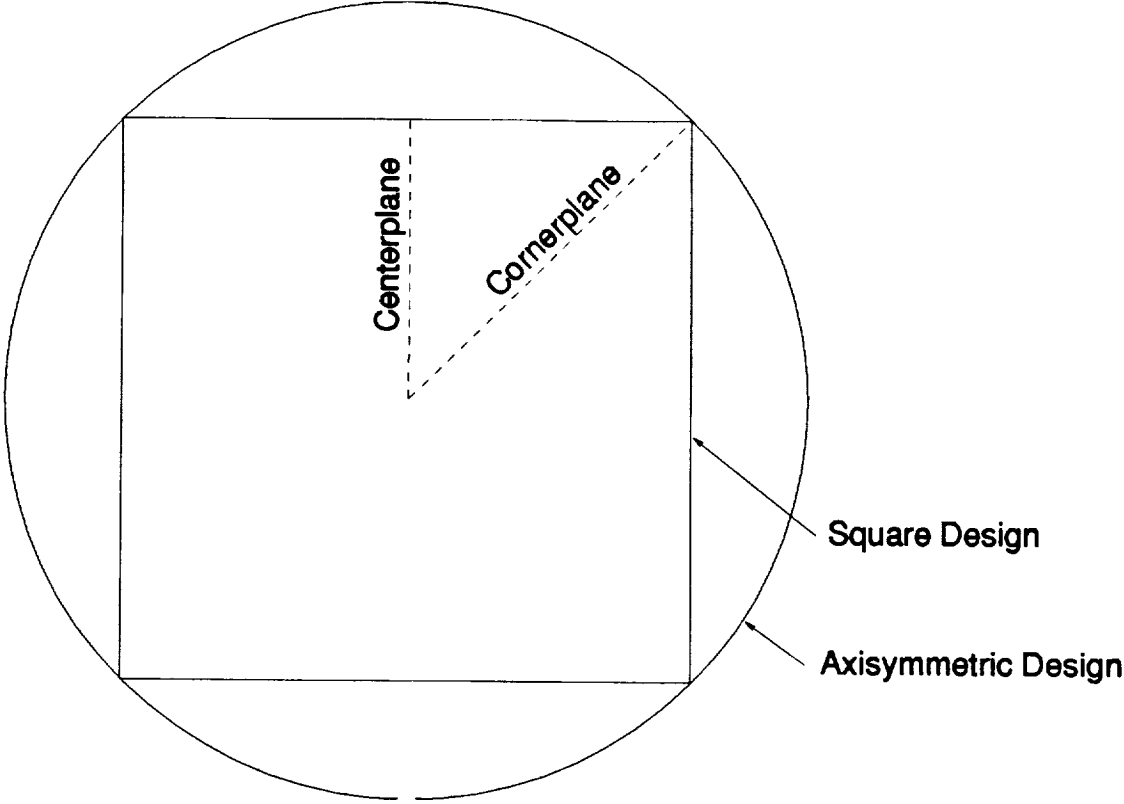 Centerplane
Cornerplane
Square Design
Axisymmetric Design